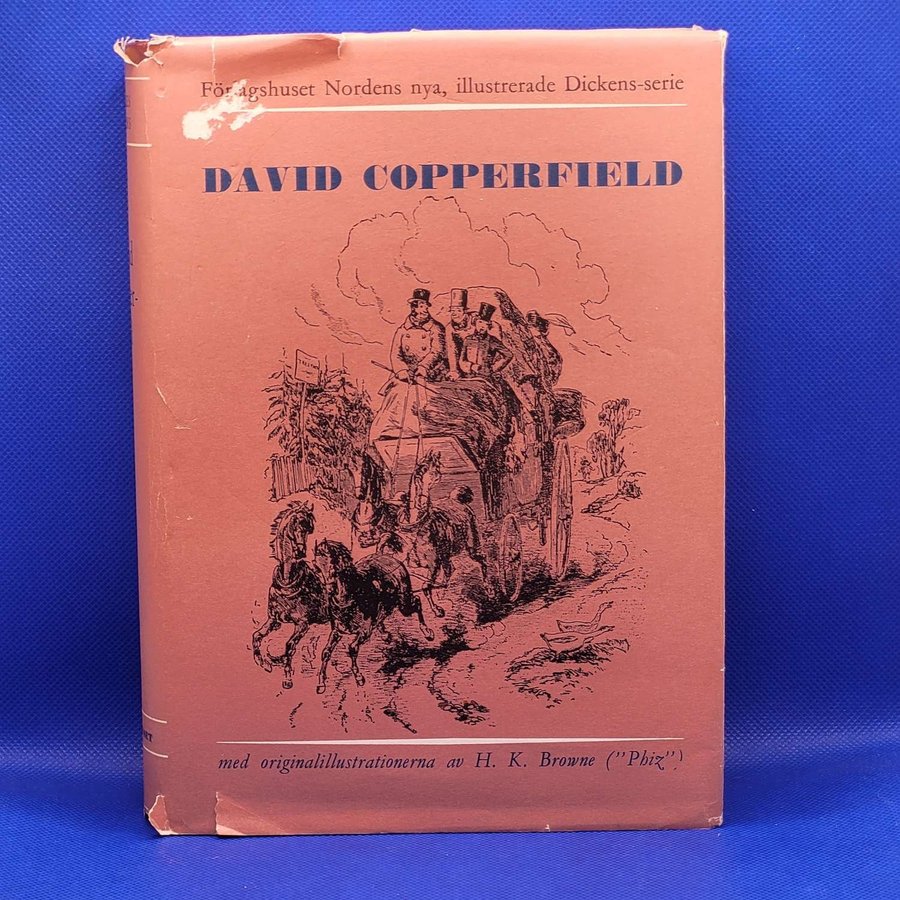 Förlagshuset Nordens nya, illustrerade Dickens-serie
DAVID COPPERFIELD
med originalillustrationerna av H. K. Browne ("Phiz")